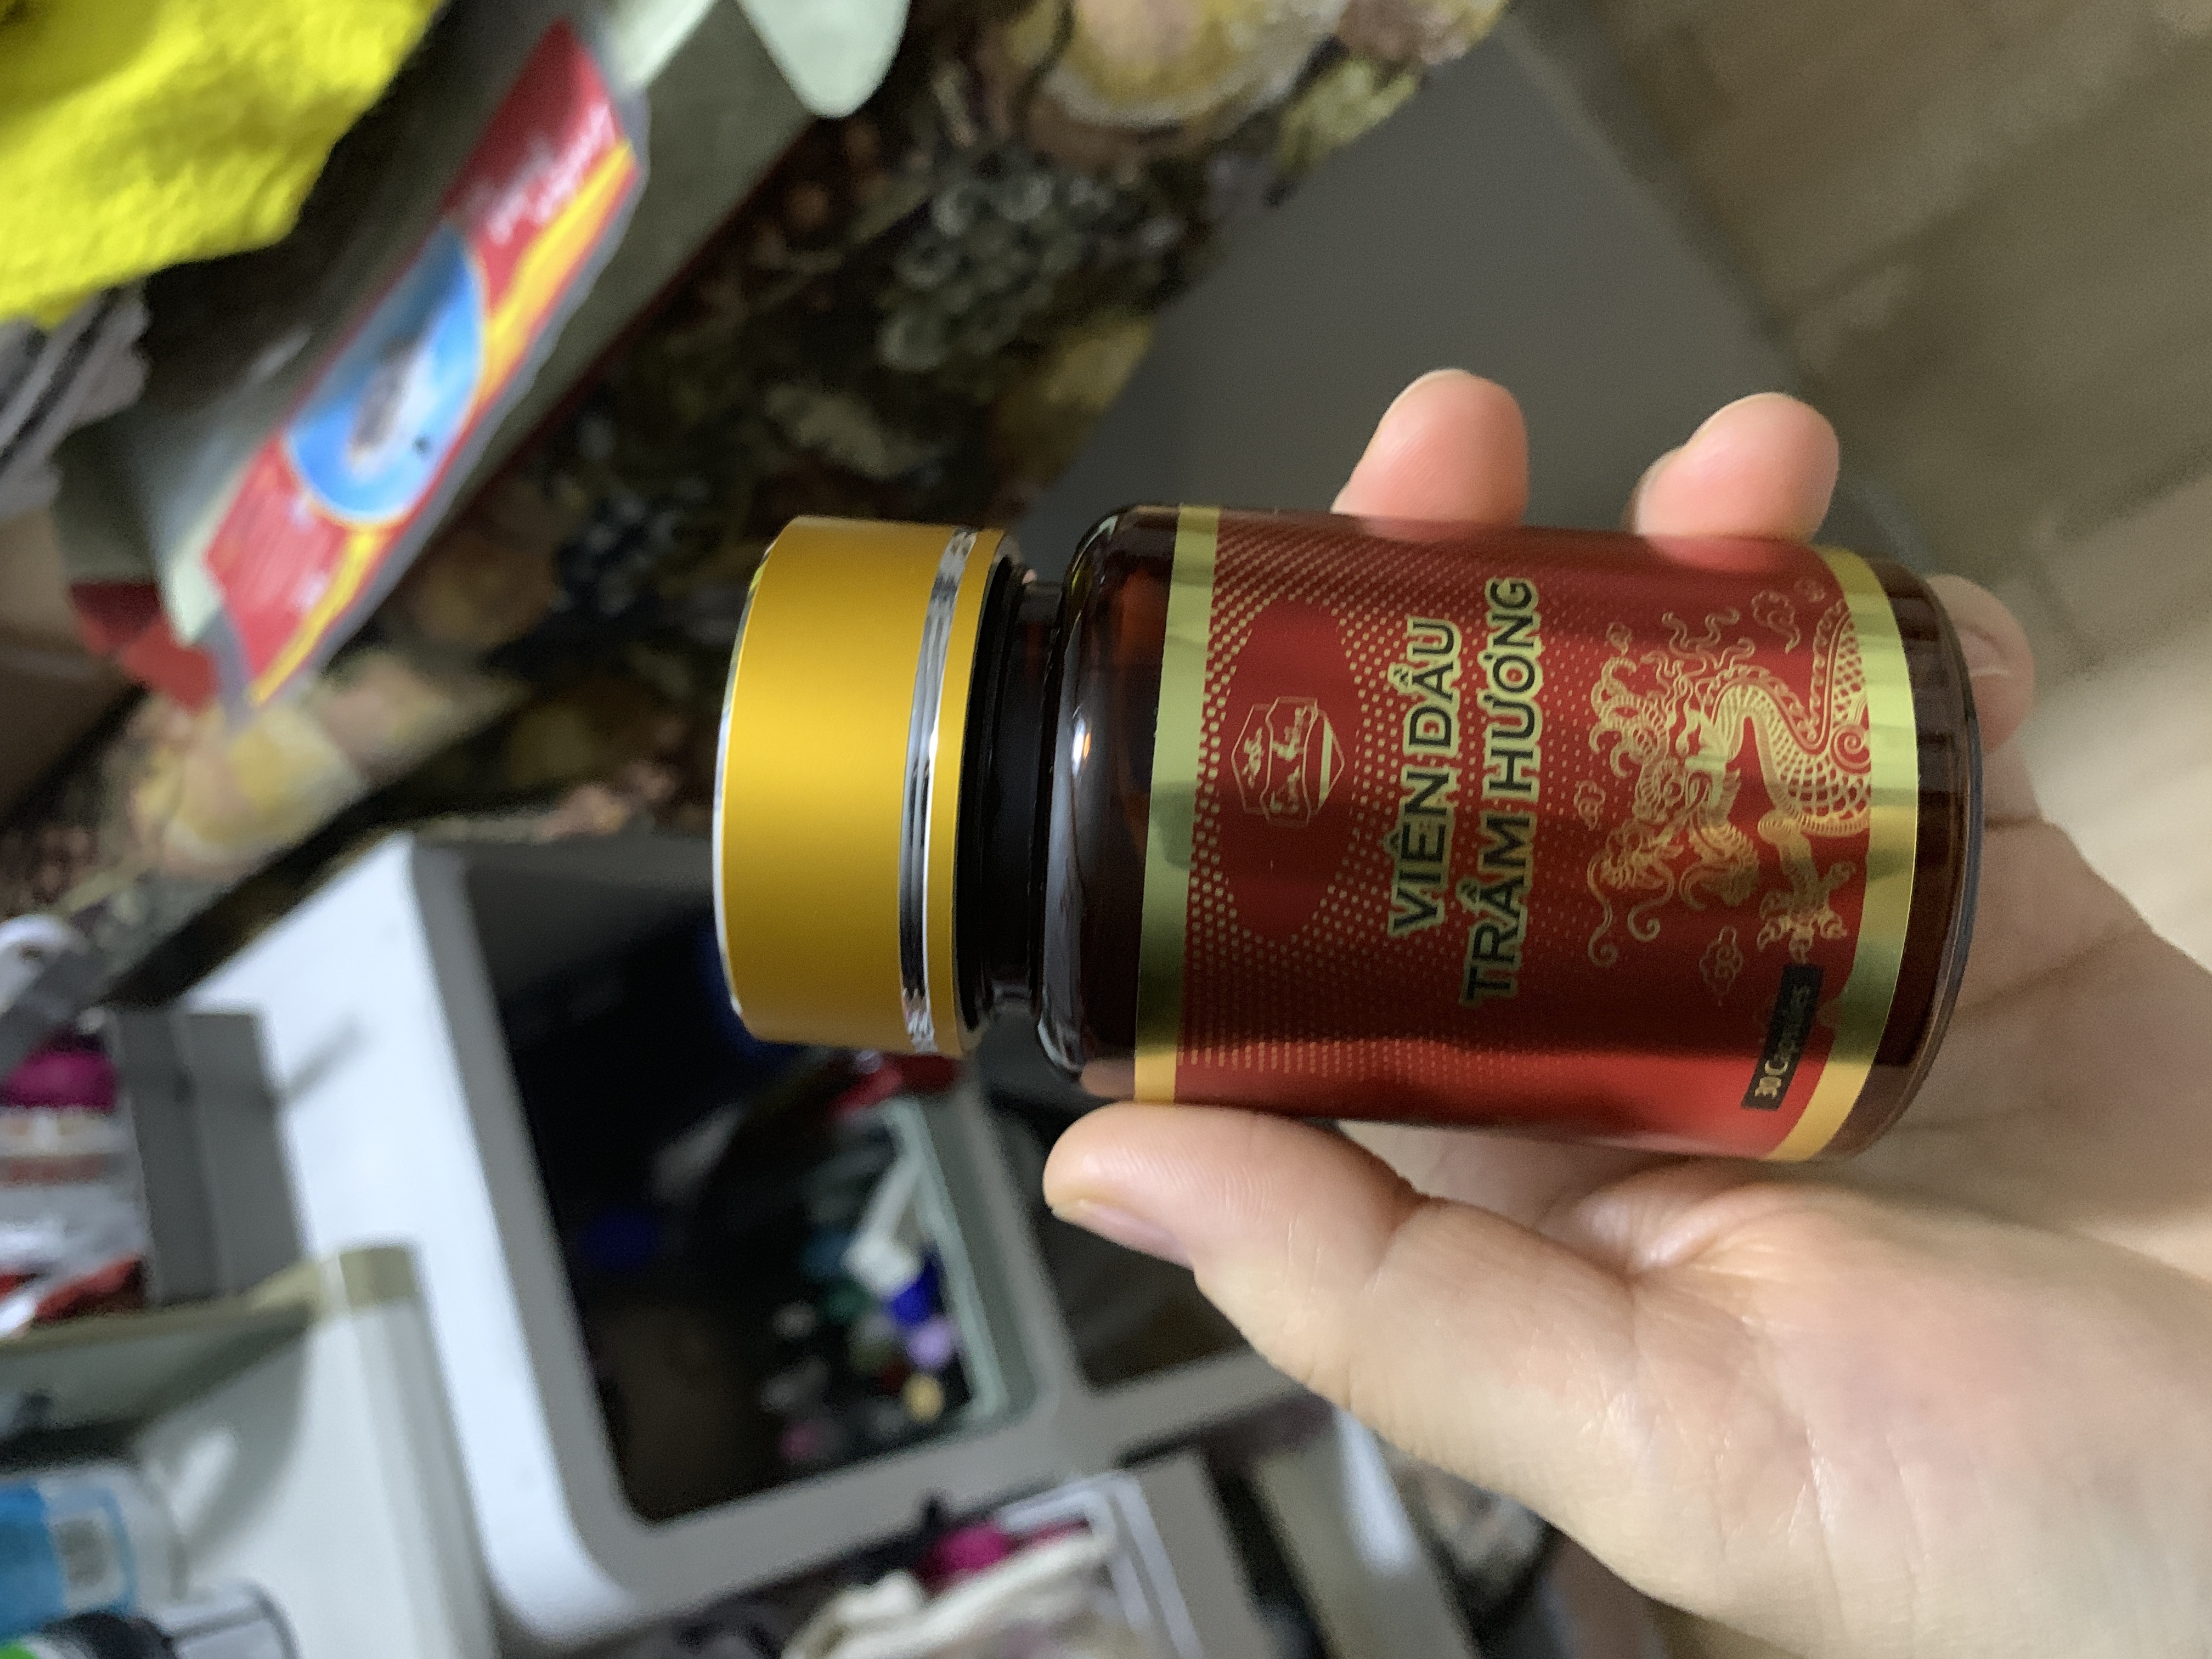 VIÊN DẦU
TRẦM HƯƠNG
30 Capsules